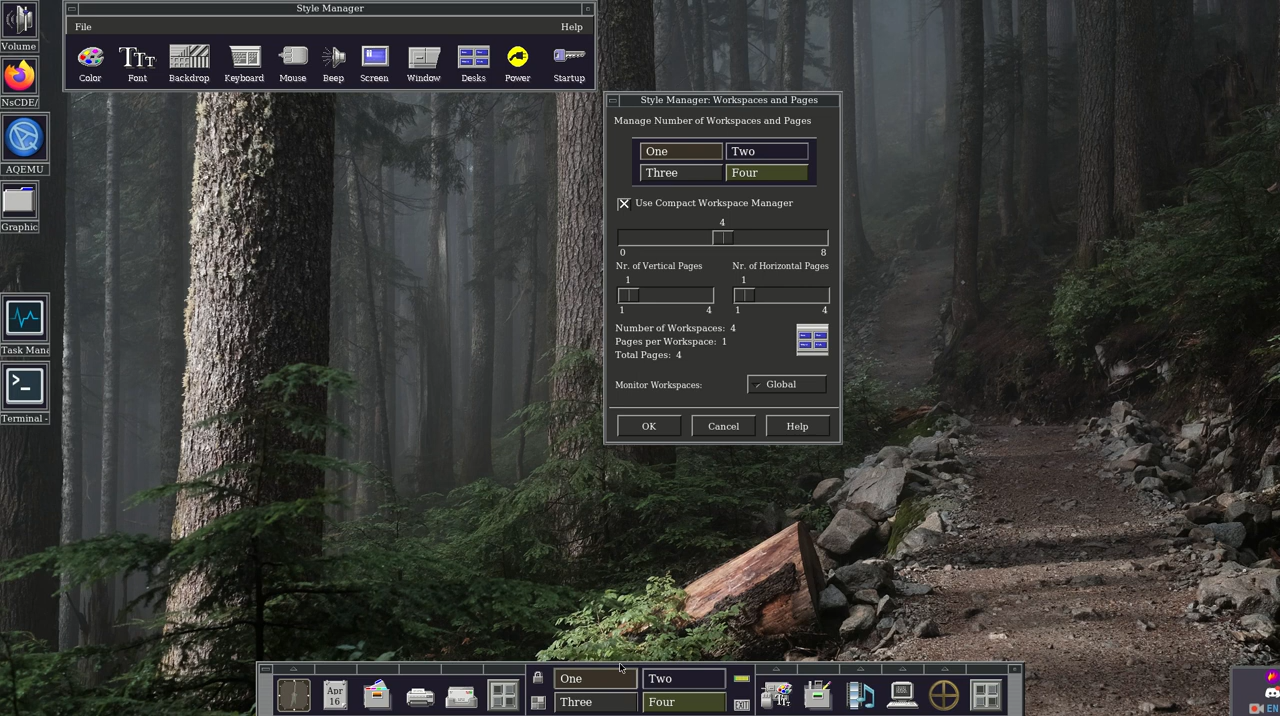 Style Manager
File Help
Color Font Backdrop Keyboard Mouse Beep Screen Window Desks Power Startup
Volume
NsCDE/
AQEMU
Graphic
Task Mana
Terminal -
Style Manager: Workspaces and Pages
Manage Number of Workspaces and Pages
One Two
Three Four
Use Compact Workspace Manager
4
0 8
Nr. of Vertical Pages Nr. of Horizontal Pages
1 1
1 4 1 4
Number of Workspaces: 4
Pages per Workspace: 1
Total Pages: 4
Monitor Workspaces: Global
OK Cancel Help
Apr
16
One Two
Three Four
EXIT
EN